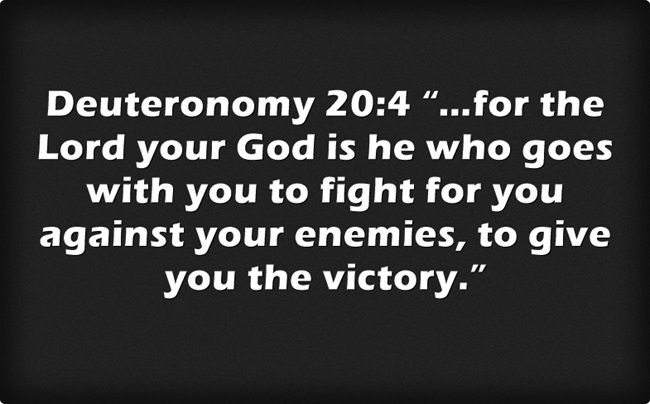 Deuteronomy 20:4 “...for the
Lord your God is he who goes
with you to fight for you
against your enemies, to give
you the victory.”